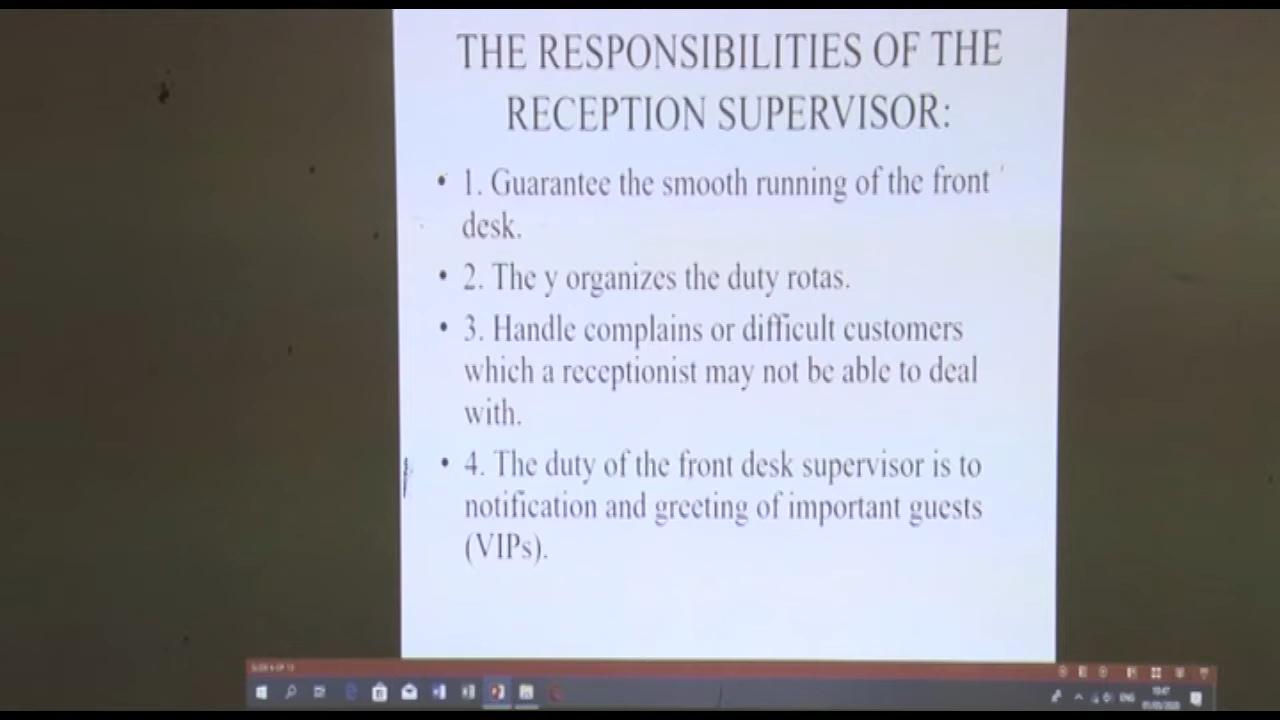 THE RESPONSIBILITIES OF THE
RECEPTION SUPERVISOR:
• 1. Guarantee the smooth running of the front
desk.
• 2. The y organizes the duty rotas.
• 3. Handle complains or difficult customers
which a receptionist may not be able to deal
with.
• 4. The duty of the front desk supervisor is to
notification and greeting of important guests
(VIPs).
ENG